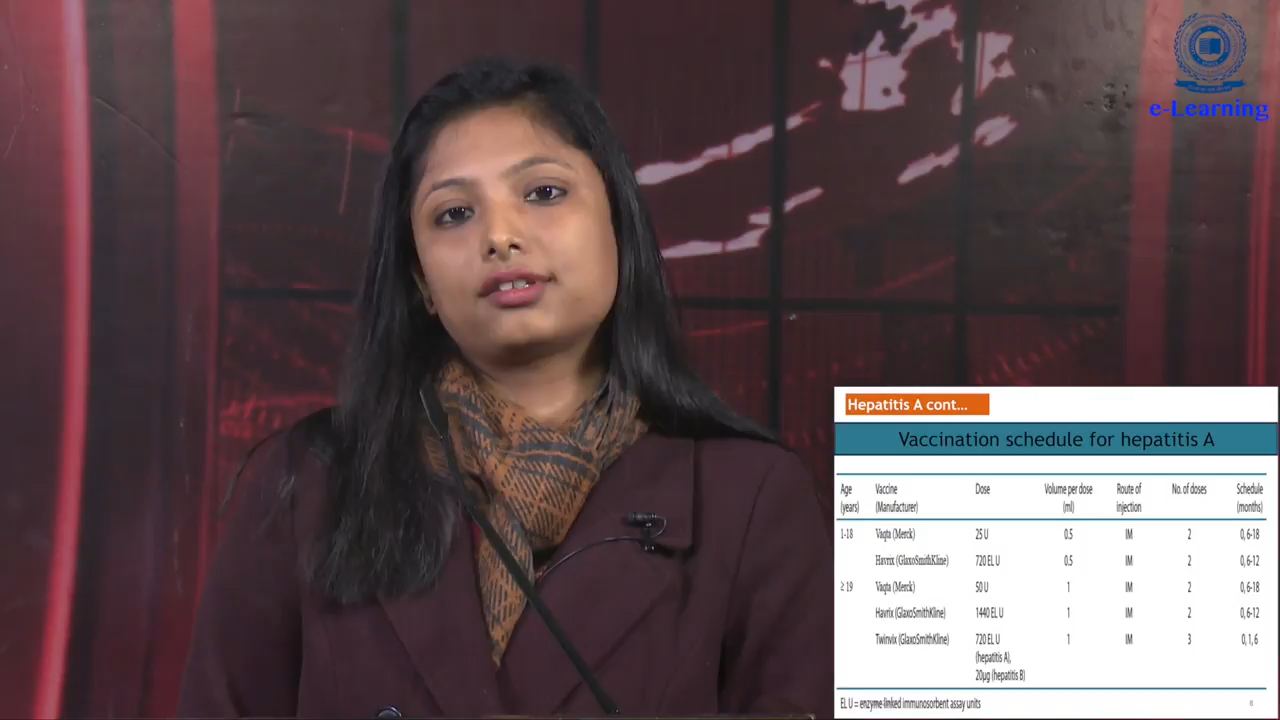 e-Learning
Hepatitis A cont...
Vaccination schedule for hepatitis A
Age (years) Vaccine (Manufacturer) Dose Volume per dose (ml) Route of injection No. of doses Schedule (months)
1-18 Vaqta (Merck) 25 U 0.5 IM 2 0, 6-18
Havrix (GlaxoSmithKline) 720 EL U 0.5 IM 2 0, 6-12
≥ 19 Vaqta (Merck) 50 U 1 IM 2 0, 6-18
Havrix (GlaxoSmithKline) 1440 EL U 1 IM 2 0, 6-12
Twinvix (GlaxoSmithKline) 720 EL U 1 IM 3 0, 1, 6
(hepatitis A),
20µg (hepatitis B)
EL U = enzyme-linked immunosorbent assay units
8